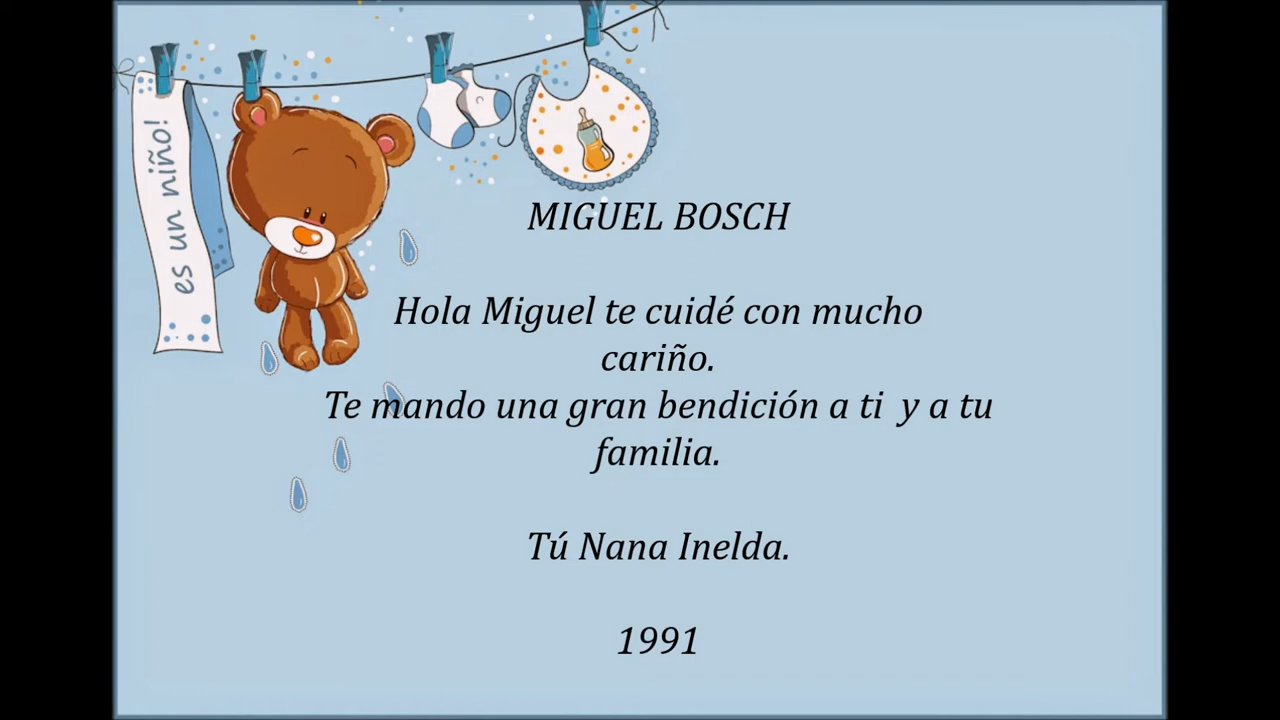 es un niño!
MIGUEL BOSCH
Hola Miguel te cuidé con mucho
cariño.
Te mando una gran bendición a ti y a tu
familia.
Tú Nana Inelda.
1991